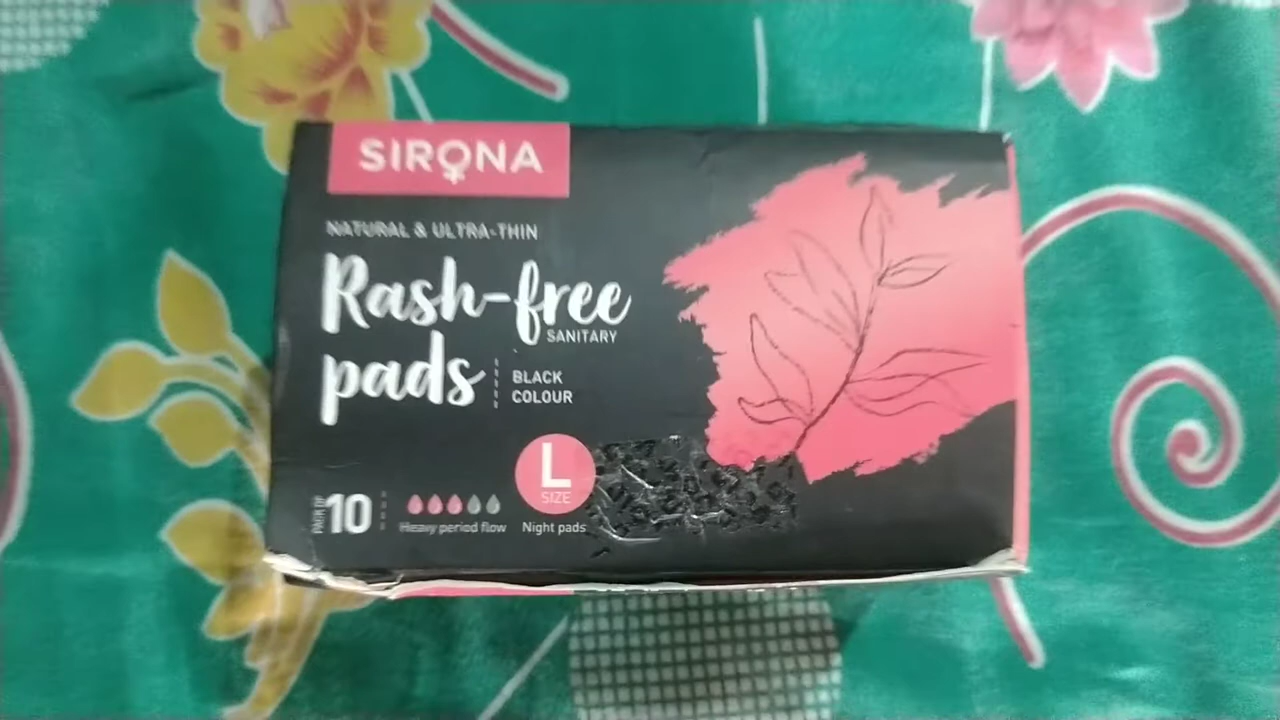 SIRONA
NATURAL & ULTRA-THIN
Rash-free
SANITARY
pads
BLACK
COLOUR
L
SIZE
PACK OF
10
Heavy period flow
Night pads